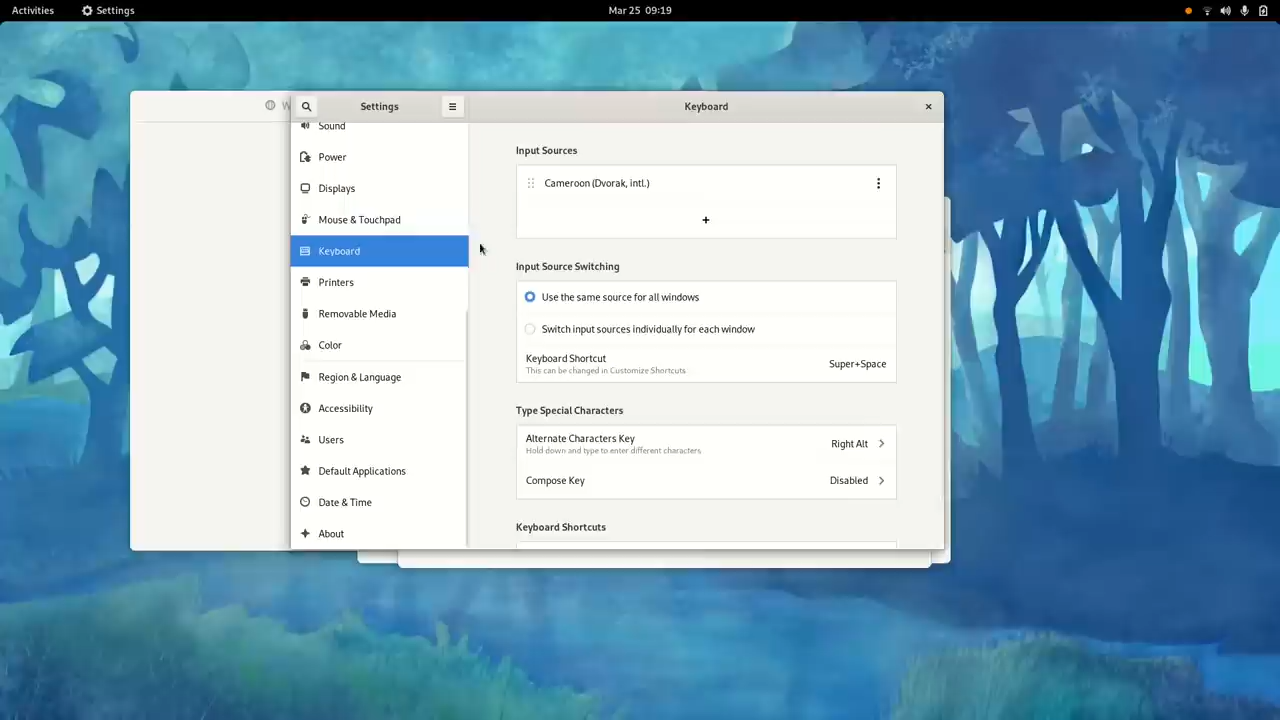 Activities
Settings
Mar 25 09:19
W
Settings
Keyboard
Sound
Power
Displays
Mouse & Touchpad
Keyboard
Printers
Removable Media
Color
Region & Language
Accessibility
Users
Default Applications
Date & Time
About
Input Sources
Cameroon (Dvorak, intl.)
Input Source Switching
Use the same source for all windows
Switch input sources individually for each window
Keyboard Shortcut
This can be changed in Customize Shortcuts
Super+Space
Type Special Characters
Alternate Characters Key
Hold down and type to enter different characters
Right Alt
Compose Key
Disabled
Keyboard Shortcuts